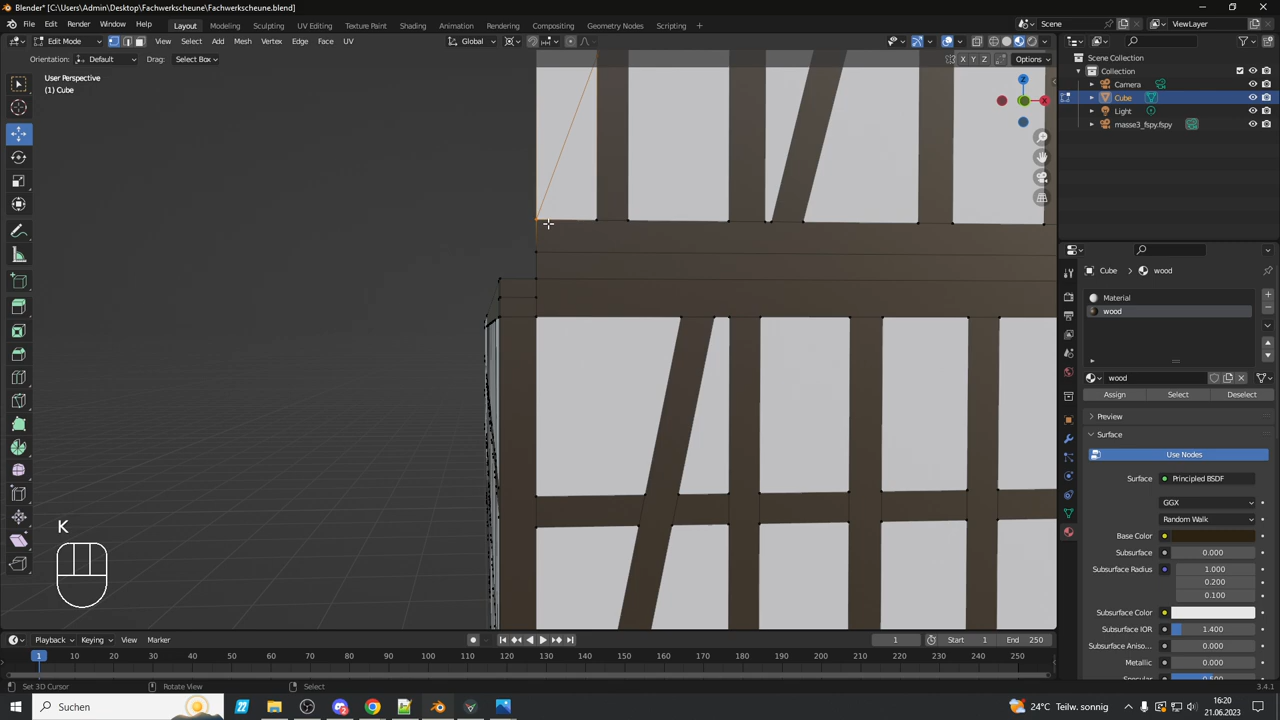 Blender* [C:\Users\Admin\Desktop\Fachwerkscheune\Fachwerkscheune.blend]
File Edit Render Window Help Layout Modeling Sculpting UV Editing Texture Paint Shading Animation Rendering Compositing Geometry Nodes Scripting Scene ViewLayer
Edit Mode View Select Add Mesh Vertex Edge Face UV Global
Orientation: Default Drag: Select Box X Y Z Options
User Perspective
(1) Cube
Z
X
Scene Collection
Collection
Camera
Cube
Light
masse3_fspy.fspy
Cube wood
Material
wood
wood
Assign Select Deselect
Preview
Surface
Use Nodes
Surface Principled BSDF
GGX
Random Walk
Base Color
Subsurface 0.000
Subsurface Radius 1.000
0.200
0.100
Subsurface Color
Subsurface IOR 1.400
Subsurface Aniso... 0.000
Metallic 0.000
Specular 0.500
K
Playback Keying View Marker 1 Start 1 End 250
1 10 20 30 40 50 60 70 80 90 100 110 120 130 140 150 160 170 180 190 200 210 220 230 240 250
Set 3D Cursor Rotate View Select 3.4.1
Suchen 24°C Teilw. sonnig 16:20
21.06.2023